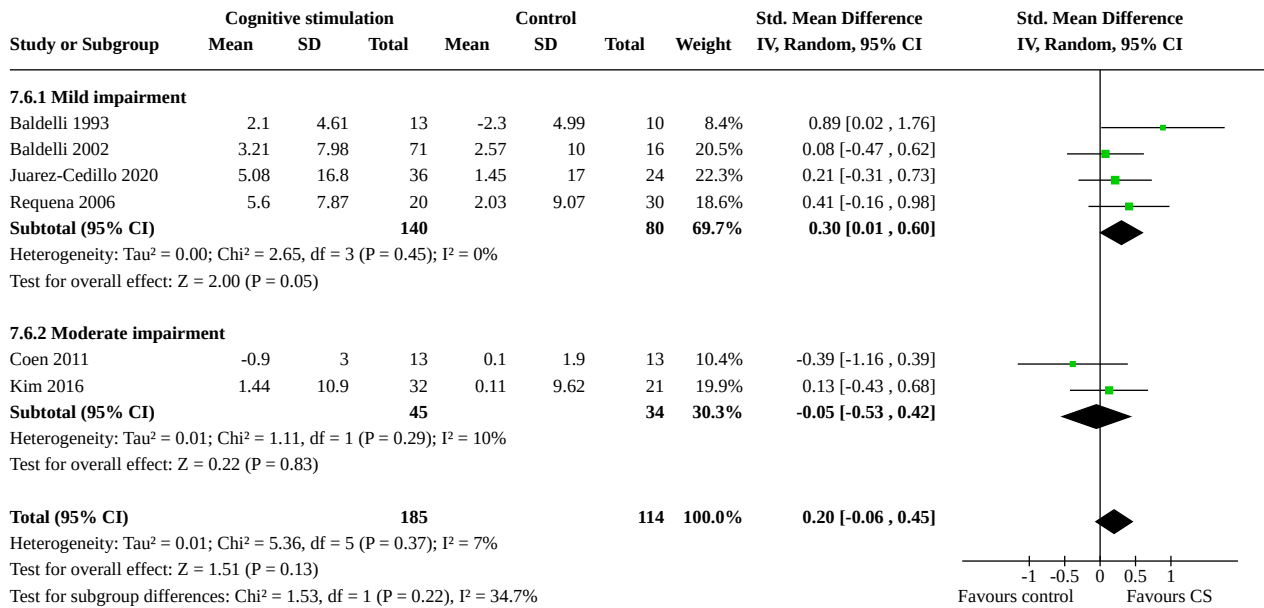 Cognitive stimulation Control Std. Mean Difference Std. Mean Difference
Study or Subgroup Mean SD Total Mean SD Total Weight IV, Random, 95% CI IV, Random, 95% CI
7.6.1 Mild impairment
Baldelli 1993 2.1 4.61 13 -2.3 4.99 10 8.4% 0.89 [0.02 , 1.76]
Baldelli 2002 3.21 7.98 71 2.57 10 16 20.5% 0.08 [-0.47 , 0.62]
Juarez-Cedillo 2020 5.08 16.8 36 1.45 17 24 22.3% 0.21 [-0.31 , 0.73]
Requena 2006 5.6 7.87 20 2.03 9.07 30 18.6% 0.41 [-0.16 , 0.98]
Subtotal (95% CI) 140 80 69.7% 0.30 [0.01 , 0.60]
Heterogeneity: Tau² = 0.00; Chi² = 2.65, df = 3 (P = 0.45); I² = 0%
Test for overall effect: Z = 2.00 (P = 0.05)
7.6.2 Moderate impairment
Coen 2011 -0.9 3 13 0.1 1.9 13 10.4% -0.39 [-1.16 , 0.39]
Kim 2016 1.44 10.9 32 0.11 9.62 21 19.9% 0.13 [-0.43 , 0.68]
Subtotal (95% CI) 45 34 30.3% -0.05 [-0.53 , 0.42]
Heterogeneity: Tau² = 0.01; Chi² = 1.11, df = 1 (P = 0.29); I² = 10%
Test for overall effect: Z = 0.22 (P = 0.83)
Total (95% CI) 185 114 100.0% 0.20 [-0.06 , 0.45]
Heterogeneity: Tau² = 0.01; Chi² = 5.36, df = 5 (P = 0.37); I² = 7%
Test for overall effect: Z = 1.51 (P = 0.13)
-1 -0.5 0 0.5 1
Test for subgroup differences: Chi² = 1.53, df = 1 (P = 0.22), I² = 34.7% Favours control Favours CS